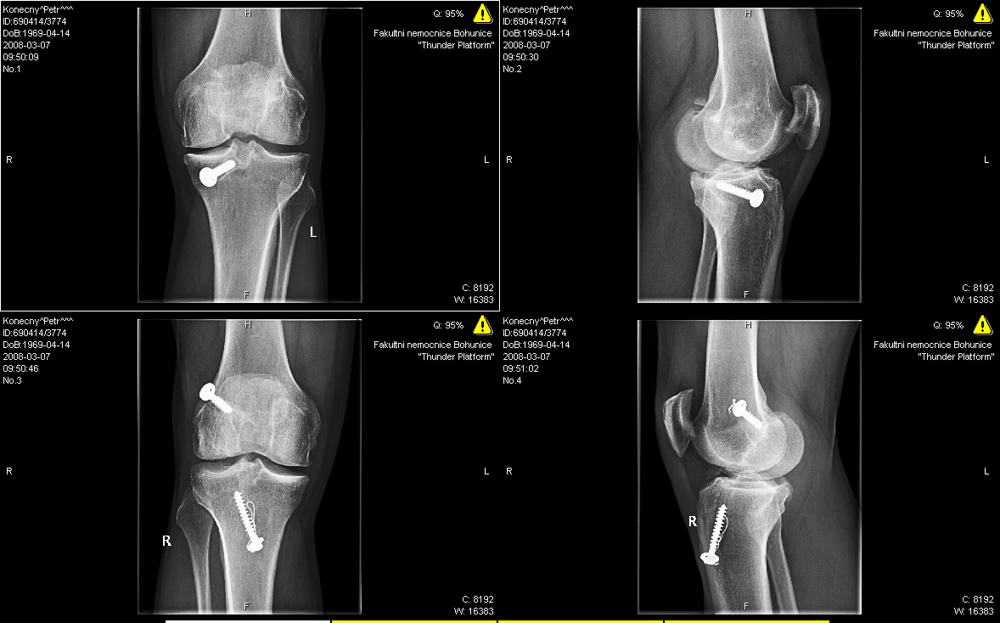 Konecny^Petr^^^
ID:690414/3774
DoB:1969-04-14
2008-03-07
09:50:09
No.1
H
Q: 95%
Fakultni nemocnice Bohunice
"Thunder Platform"
R
L
L
F
C: 8192
W: 16383
Konecny^Petr^^^
ID:690414/3774
DoB:1969-04-14
2008-03-07
09:50:30
No.2
H
Q: 95%
Fakultni nemocnice Bohunice
"Thunder Platform"
R
L
F
C: 8192
W: 16383
Konecny^Petr^^^
ID:690414/3774
DoB:1969-04-14
2008-03-07
09:50:46
No.3
H
Q: 95%
Fakultni nemocnice Bohunice
"Thunder Platform"
R
L
R
F
C: 8192
W: 16383
Konecny^Petr^^^
ID:690414/3774
DoB:1969-04-14
2008-03-07
09:51:02
No.4
H
Q: 95%
Fakultni nemocnice Bohunice
"Thunder Platform"
R
L
R
F
C: 8192
W: 16383